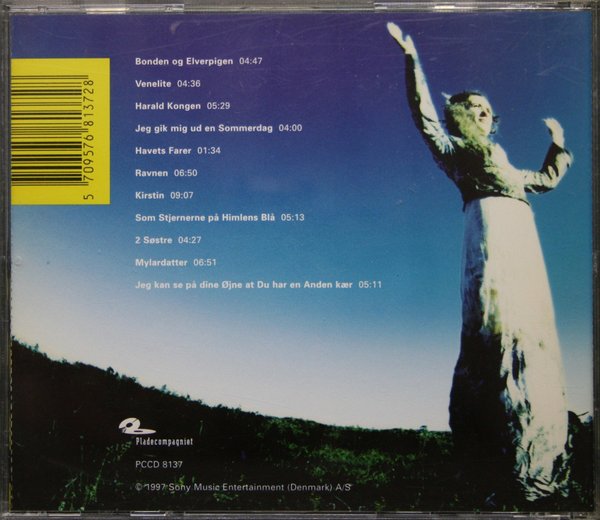 Bonden og Elverpigen 04:47
Venelite 04:36
Harald Kongen 05:29
Jeg gik mig ud en Sommerdag 04:00
Havets Farer 01:34
Ravnen 06:50
Kirstin 09:07
Som Stjernerne på Himlens Blå 05:13
2 Søstre 04:27
Mylardatter 06:51
Jeg kan se på dine Øjne at Du har en Anden kær 05:11
5 709576 813728
Pladecompagniet
PCCD 8137
© 1997 Sony Music Entertainment (Denmark) A/S